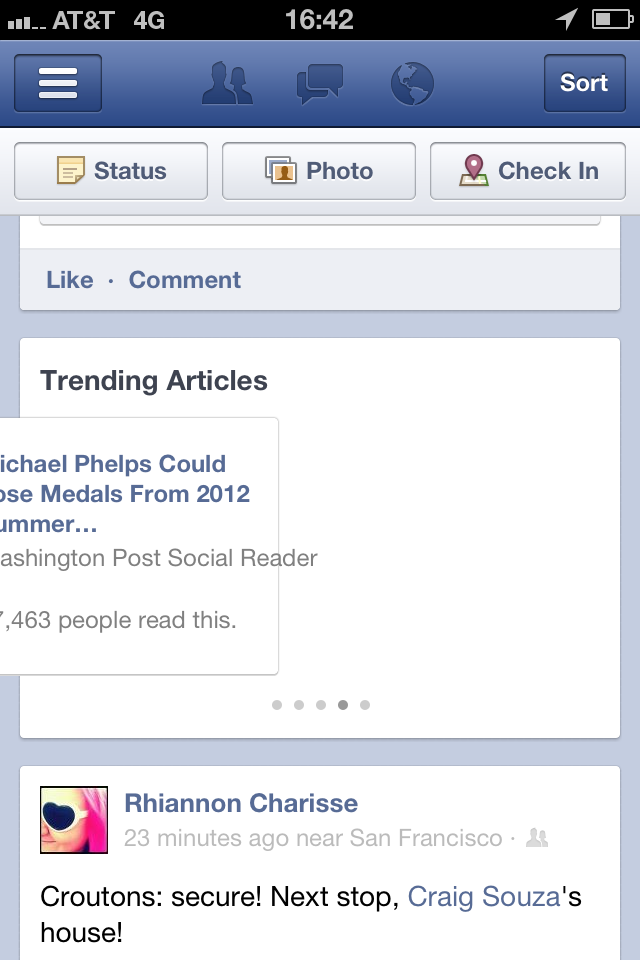 AT&T 4G 16:42
Sort
Status Photo Check In
Like · Comment
Trending Articles
ichael Phelps Could
ose Medals From 2012
ummer...
ashington Post Social Reader
7,463 people read this.
Rhiannon Charisse
23 minutes ago near San Francisco ·
Croutons: secure! Next stop, Craig Souza's
house!